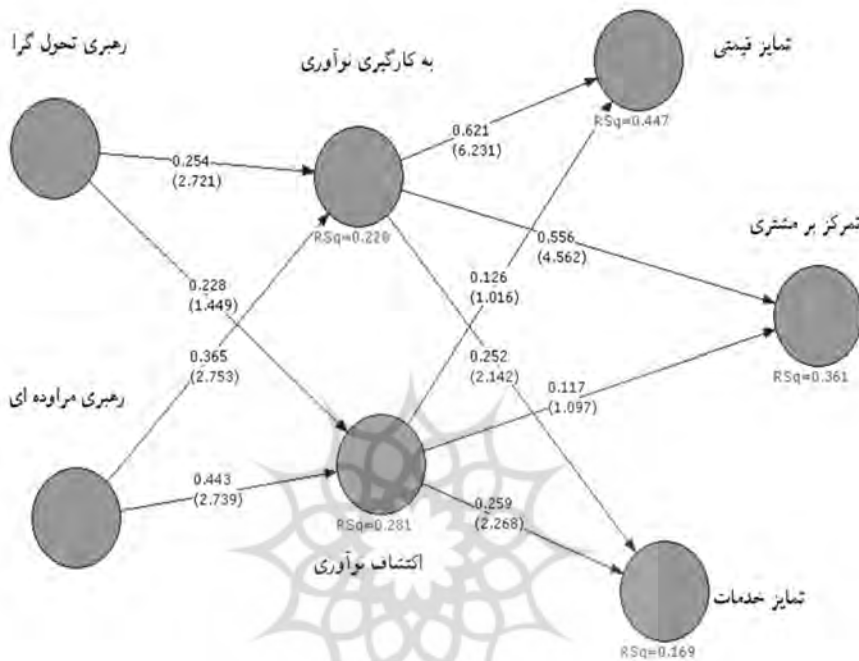 رهبری تحول گرا
به کارگیری نوآوری
تمایز قیمتی
RSq=0.447
0.621
(6.231)
0.254
(2.721)
RSq=0.220
تمرکز بر مشتری
0.556
(4.562)
0.228
(1.449)
0.126
(1.016)
0.365
(2.753)
0.252
(2.142)
RSq=0.361
رهبری مراوده ای
0.117
(1.097)
0.443
(2.739)
0.259
(2.268)
RSq=0.281
اکتشاف نوآوری
تمایز خدمات
RSq=0.169